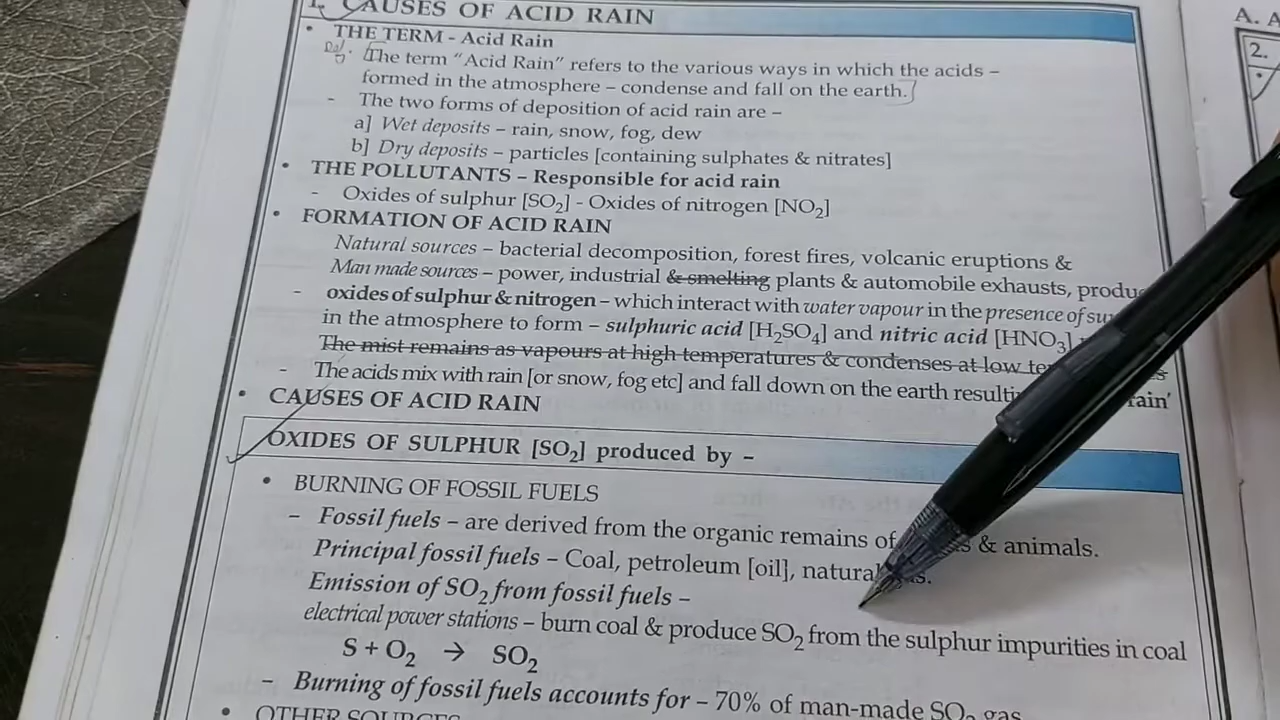 1. CAUSES OF ACID RAIN
• THE TERM - Acid Rain
The term “Acid Rain” refers to the various ways in which the acids –
formed in the atmosphere – condense and fall on the earth.
- The two forms of deposition of acid rain are –
a] Wet deposits – rain, snow, fog, dew
b] Dry deposits – particles [containing sulphates & nitrates]
• THE POLLUTANTS – Responsible for acid rain
- Oxides of sulphur [SO₂] - Oxides of nitrogen [NO₂]
• FORMATION OF ACID RAIN
Natural sources – bacterial decomposition, forest fires, volcanic eruptions &
Man made sources – power, industrial & smelting plants & automobile exhausts,
- oxides of sulphur & nitrogen – which interact with water vapour in the presence of
in the atmosphere to form – sulphuric acid [H₂SO₄] and nitric acid [HNO₃]
The mist remains as vapours at high temperatures & condenses at low
- The acids mix with rain [or snow, fog etc] and fall down on the earth rain'
• CAUSES OF ACID RAIN
OXIDES OF SULPHUR [SO₂] produced by –
• BURNING OF FOSSIL FUELS
– Fossil fuels – are derived from the organic remains of & animals.
Principal fossil fuels – Coal, petroleum [oil], natural
Emission of SO₂ from fossil fuels –
electrical power stations – burn coal & produce SO₂ from the sulphur impurities in coal
S + O₂ → SO₂
– Burning of fossil fuels accounts for – 70% of man-made SO₂ gas
• OTHER SOURCES
A. A
2.